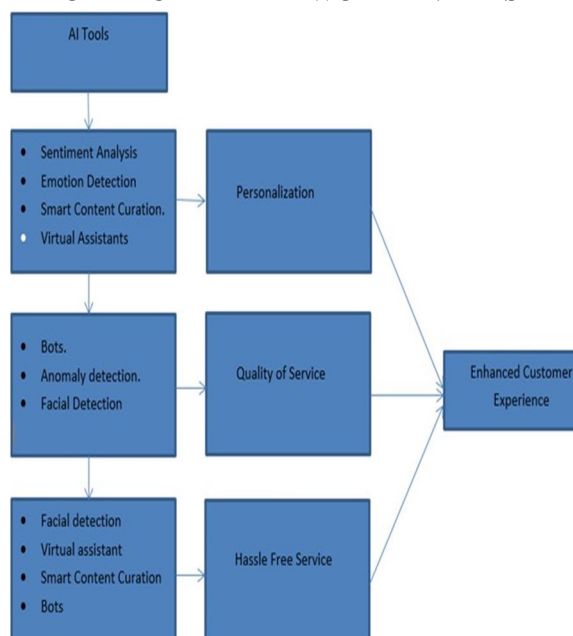 AI Tools
• Sentiment Analysis
• Emotion Detection
• Smart Content Curation.
• Virtual Assistants
Personalization
• Bots.
• Anomaly detection.
• Facial Detection
Quality of Service
Enhanced Customer
Experience
• Facial detection
• Virtual assistant
• Smart Content Curation
• Bots
Hassle Free Service